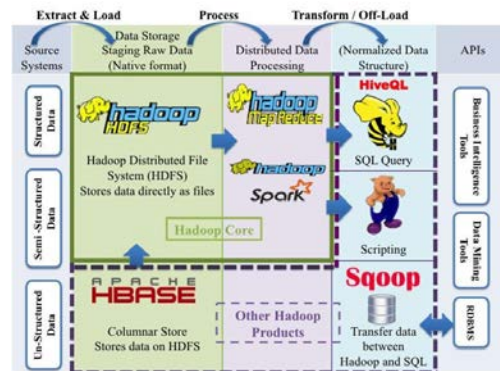 Extract & Load
Process
Transform / Off-Load
Source
Systems
Data Storage
Staging Raw Data
(Native format)
Distributed Data
Processing
(Normalized Data
Structure)
APIs
Structured
Data
Semi-Structured
Data
Un-Structured
Data
hadoop
HDFS
Hadoop Distributed File
System (HDFS)
Stores data directly as files
hadoop
MapReduce
hadoop
Spark
Hadoop Core
HiveQL
SQL Query
Scripting
APACHE
HBASE
Columnar Store
Stores data on HDFS
Other Hadoop
Products
Sqoop
Transfer data
between
Hadoop and SQL
Business Intelligence
Tools
Data Mining
Tools
RDBMS